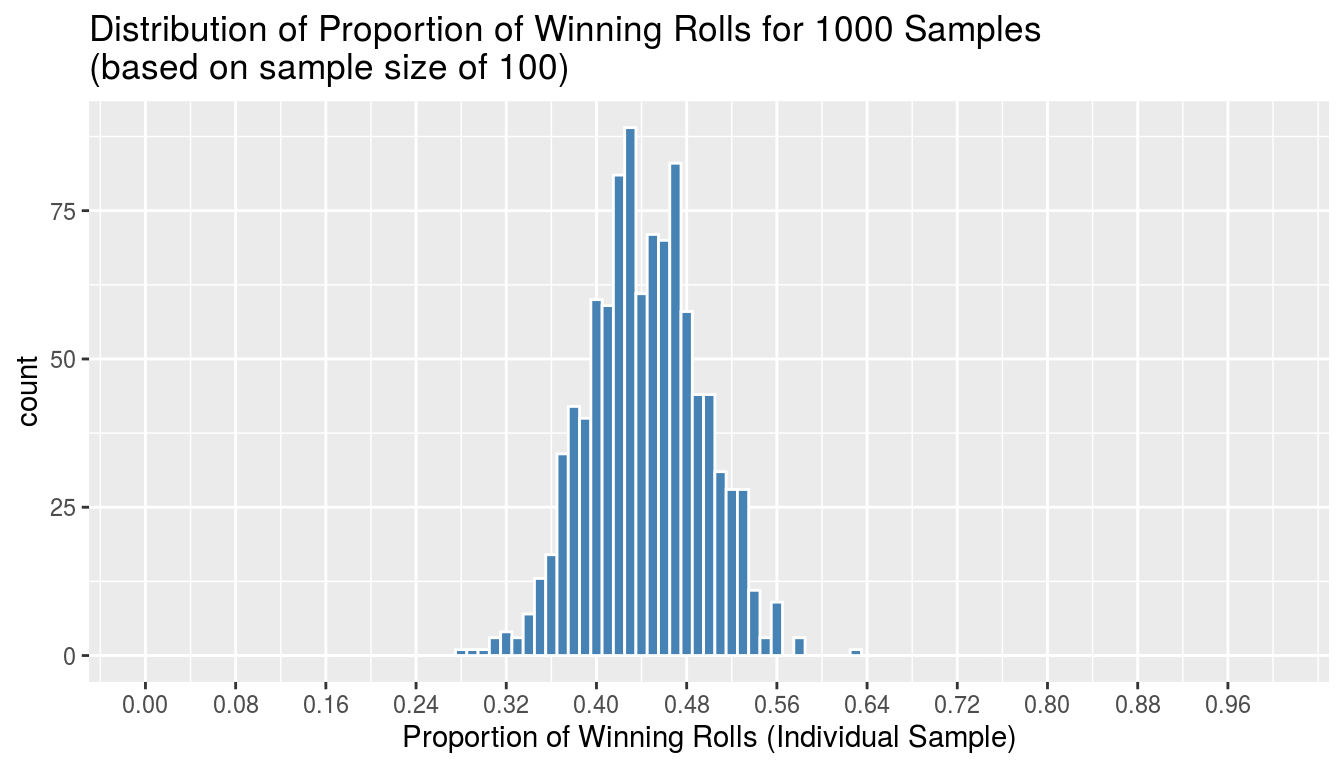 Distribution of Proportion of Winning Rolls for 1000 Samples
(based on sample size of 100)
count
75
50
25
0
0.00 0.08 0.16 0.24 0.32 0.40 0.48 0.56 0.64 0.72 0.80 0.88 0.96
Proportion of Winning Rolls (Individual Sample)